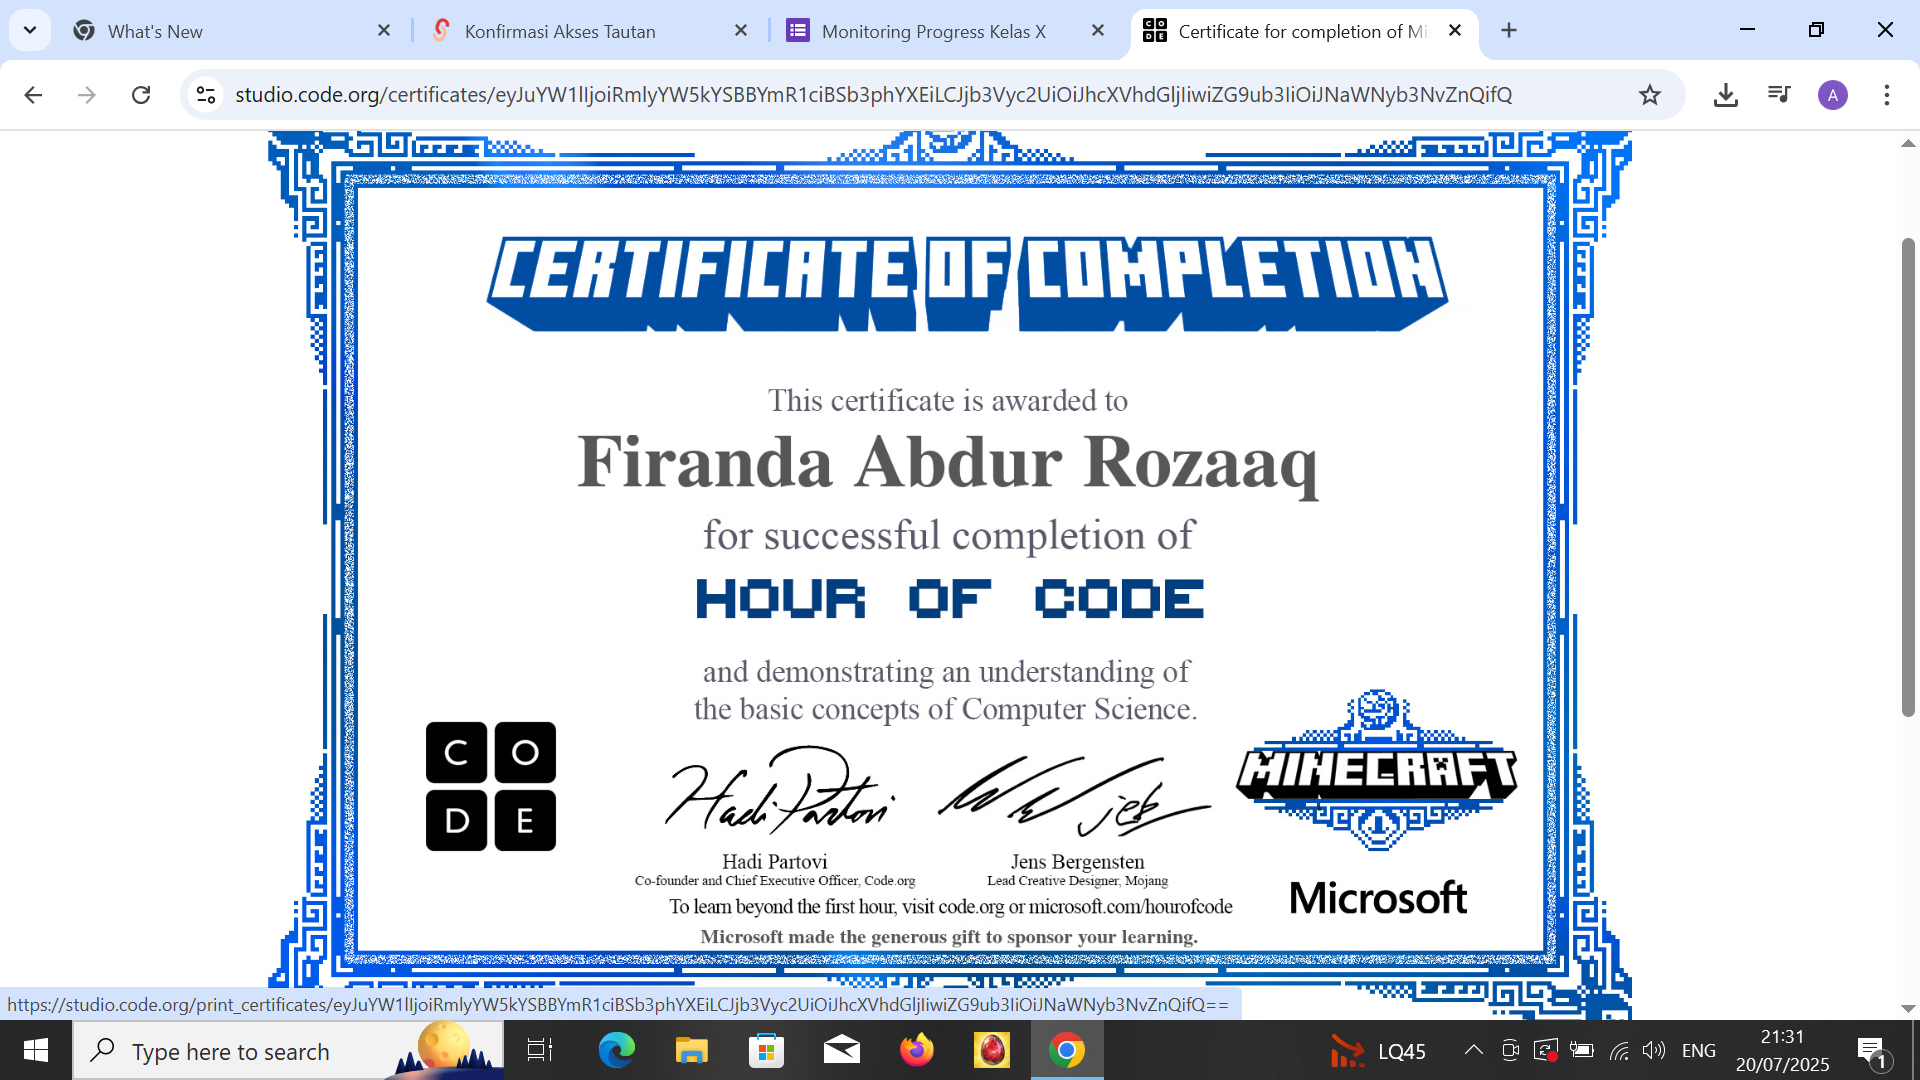 What's New
Konfirmasi Akses Tautan
Monitoring Progress Kelas X
CO
DE
Certificate for completion of Mi
studio.code.org/certificates/eyJuYW1lIjoiRmlyYW5kYSBBYmR1ciBSb3phYXEiLCJjb3Vyc2UiOiJhcXVhdGljIiwiZG9ub3IiOiJNaWNyb3NvZnQifQ
A
CERTIFICATE OF COMPLETION
This certificate is awarded to
Firanda Abdur Rozaaq
for successful completion of
HOUR OF CODE
and demonstrating an understanding of
the basic concepts of Computer Science.
C O
D E
Hadi Partovi
jeb
MINECRAFT
Hadi Partovi
Co-founder and Chief Executive Officer, Code.org
Jens Bergensten
Lead Creative Designer, Mojang
Microsoft
To learn beyond the first hour, visit code.org or microsoft.com/hourofcode
Microsoft made the generous gift to sponsor your learning.
https://studio.code.org/print_certificates/eyJuYW1lIjoiRmlyYW5kYSBBYmR1ciBSb3phYXEiLCJjb3Vyc2UiOiJhcXVhdGljIiwiZG9ub3IiOiJNaWNyb3NvZnQifQ==
Type here to search
LQ45
ENG
21:31
20/07/2025
1